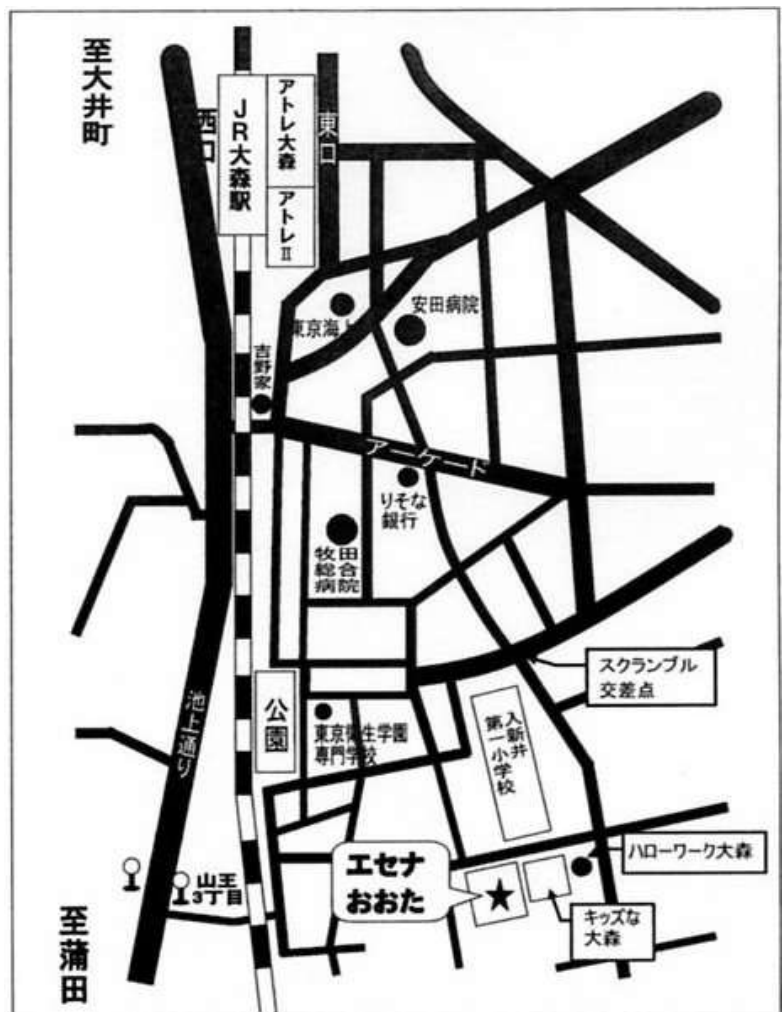 至大井町
西口
JR大森駅
アトレ大森
アトレⅡ
東口
東京海上
安田病院
吉野家
アーケード
りそな
銀行
牧田
総合
病院
スクランブル
交差点
池上通り
公園
東京衛生学園
専門学校
入新井
第一小学校
ハローワーク大森
エセナ
おおた
キッズな
大森
山王
3丁目
至蒲田